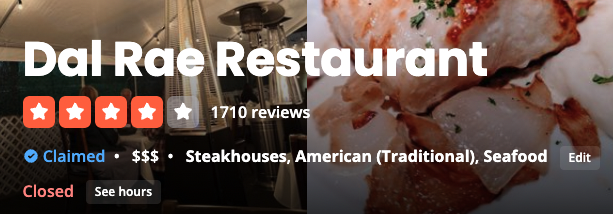 Dal Rae Restaurant
1710 reviews
Claimed • $$$ • Steakhouses, American (Traditional), Seafood Edit
Closed See hours